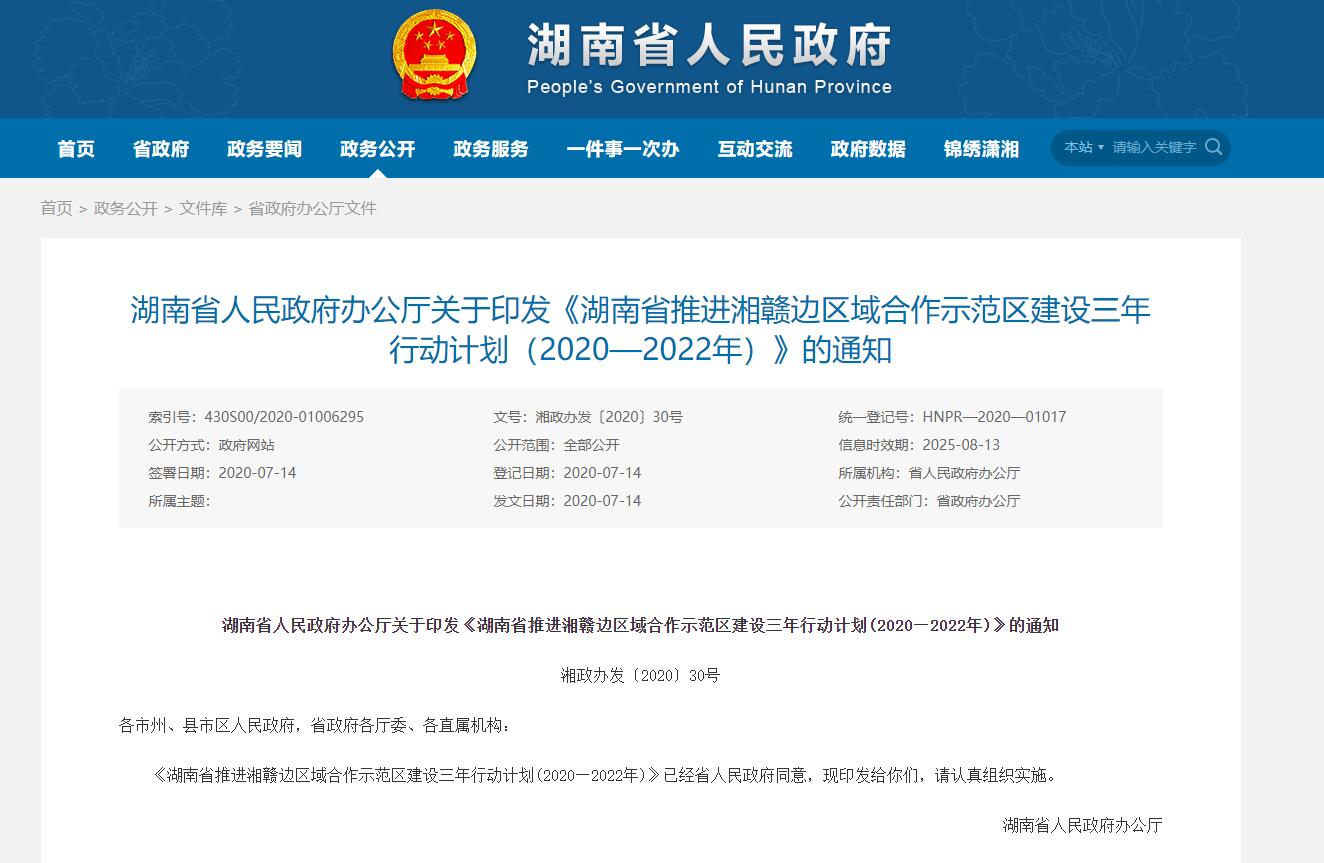 湖南省人民政府
People's Government of Hunan Province
首页 省政府 政务要闻 政务公开 政务服务 一件事一次办 互动交流 政府数据 锦绣潇湘 本站 请输入关键字
首页 > 政务公开 > 文件库 > 省政府办公厅文件
湖南省人民政府办公厅关于印发《湖南省推进湘赣边区域合作示范区建设三年
行动计划（2020—2022年）》的通知
索引号：430S00/2020-01006295 文号：湘政办发〔2020〕30号 统一登记号：HNPR—2020—01017
公开方式：政府网站 公开范围：全部公开 信息时效期：2025-08-13
签署日期：2020-07-14 登记日期：2020-07-14 所属机构：省人民政府办公厅
所属主题： 发文日期：2020-07-14 公开责任部门：省政府办公厅
湖南省人民政府办公厅关于印发《湖南省推进湘赣边区域合作示范区建设三年行动计划(2020—2022年)》的通知
湘政办发〔2020〕30号
各市州、县市区人民政府，省政府各厅委、各直属机构：
《湖南省推进湘赣边区域合作示范区建设三年行动计划(2020—2022年)》已经省人民政府同意，现印发给你们，请认真组织实施。
湖南省人民政府办公厅